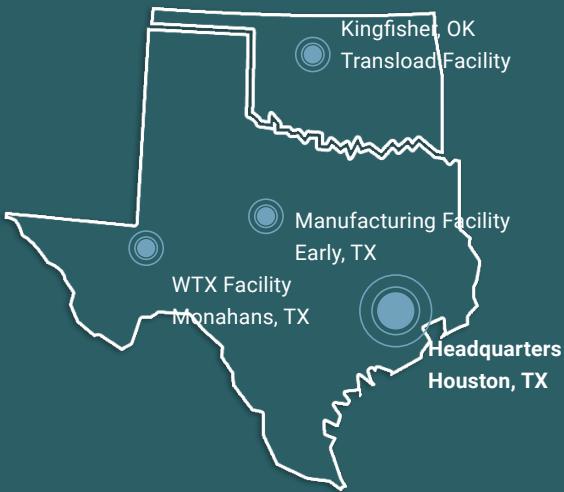 Kingfisher, OK
Transload Facility
Manufacturing Facility
Early, TX
WTX Facility
Monahans, TX
Headquarters
Houston, TX